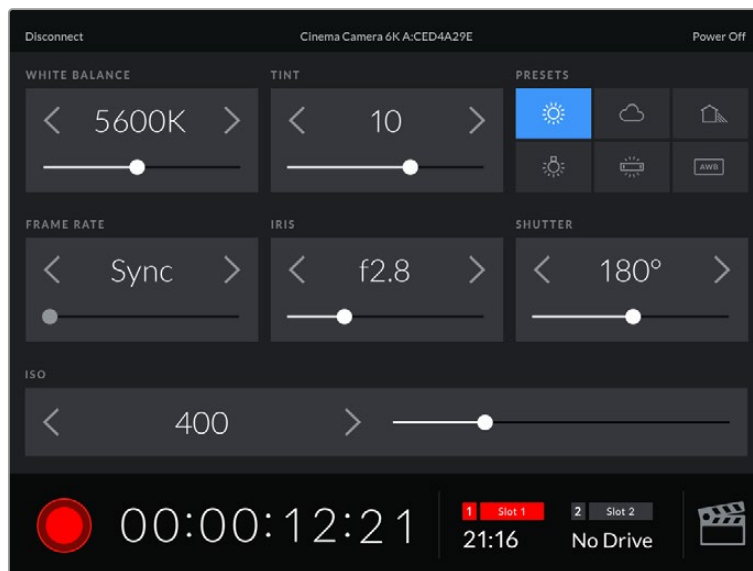 Disconnect
Cinema Camera 6K A:CED4A29E
Power Off
WHITE BALANCE
TINT
PRESETS
5600K
10
AWB
FRAME RATE
IRIS
SHUTTER
Sync
f2.8
180°
ISO
400
00:00:12:21
1 Slot 1
2 Slot 2
21:16
No Drive